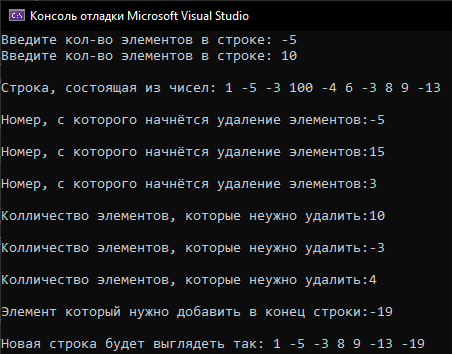 Консоль отладки Microsoft Visual Studio
Введите кол-во элементов в строке: -5
Введите кол-во элементов в строке: 10
Строка, состоящая из чисел: 1 -5 -3 100 -4 6 -3 8 9 -13
Номер, с которого начнётся удаление элементов:-5
Номер, с которого начнётся удаление элементов:15
Номер, с которого начнётся удаление элементов:3
Колличество элементов, которые неужно удалить:10
Колличество элементов, которые неужно удалить:-3
Колличество элементов, которые неужно удалить:4
Элемент который нужно добавить в конец строки:-19
Новая строка будет выглядеть так: 1 -5 -3 8 9 -13 -19